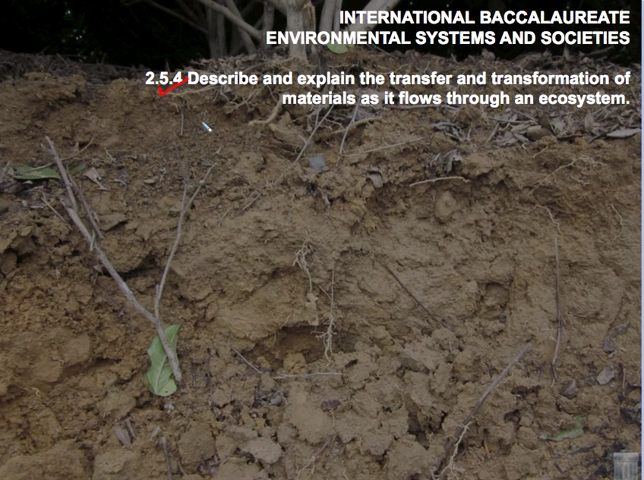 INTERNATIONAL BACCALAUREATE
ENVIRONMENTAL SYSTEMS AND SOCIETIES
2.5.4 Describe and explain the transfer and transformation of
materials as it flows through an ecosystem.